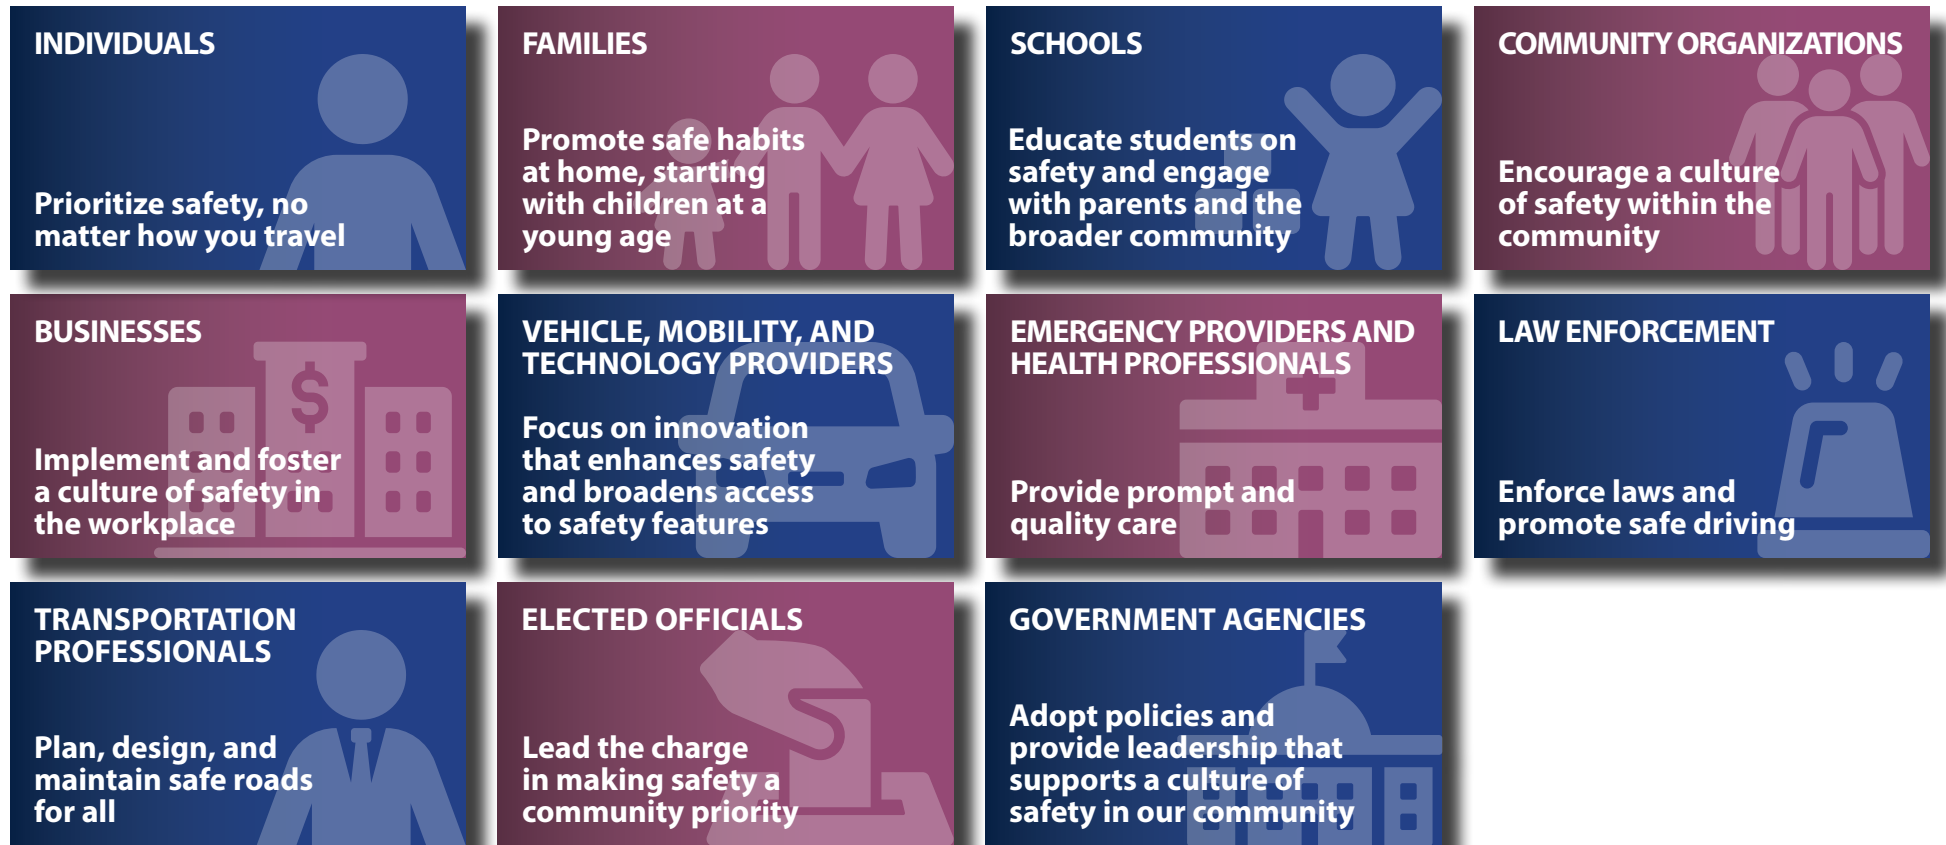 INDIVIDUALS
Prioritize safety, no
matter how you travel
FAMILIES
Promote safe habits
at home, starting
with children at a
young age
SCHOOLS
Educate students on
safety and engage
with parents and the
broader community
COMMUNITY ORGANIZATIONS
Encourage a culture
of safety within the
community
BUSINESSES
Implement and foster
a culture of safety in
the workplace
VEHICLE, MOBILITY, AND
TECHNOLOGY PROVIDERS
Focus on innovation
that enhances safety
and broadens access
to safety features
EMERGENCY PROVIDERS AND
HEALTH PROFESSIONALS
Provide prompt and
quality care
LAW ENFORCEMENT
Enforce laws and
promote safe driving
TRANSPORTATION
PROFESSIONALS
Plan, design, and
maintain safe roads
for all
ELECTED OFFICIALS
Lead the charge
in making safety a
community priority
GOVERNMENT AGENCIES
Adopt policies and
provide leadership that
supports a culture of
safety in our community
$